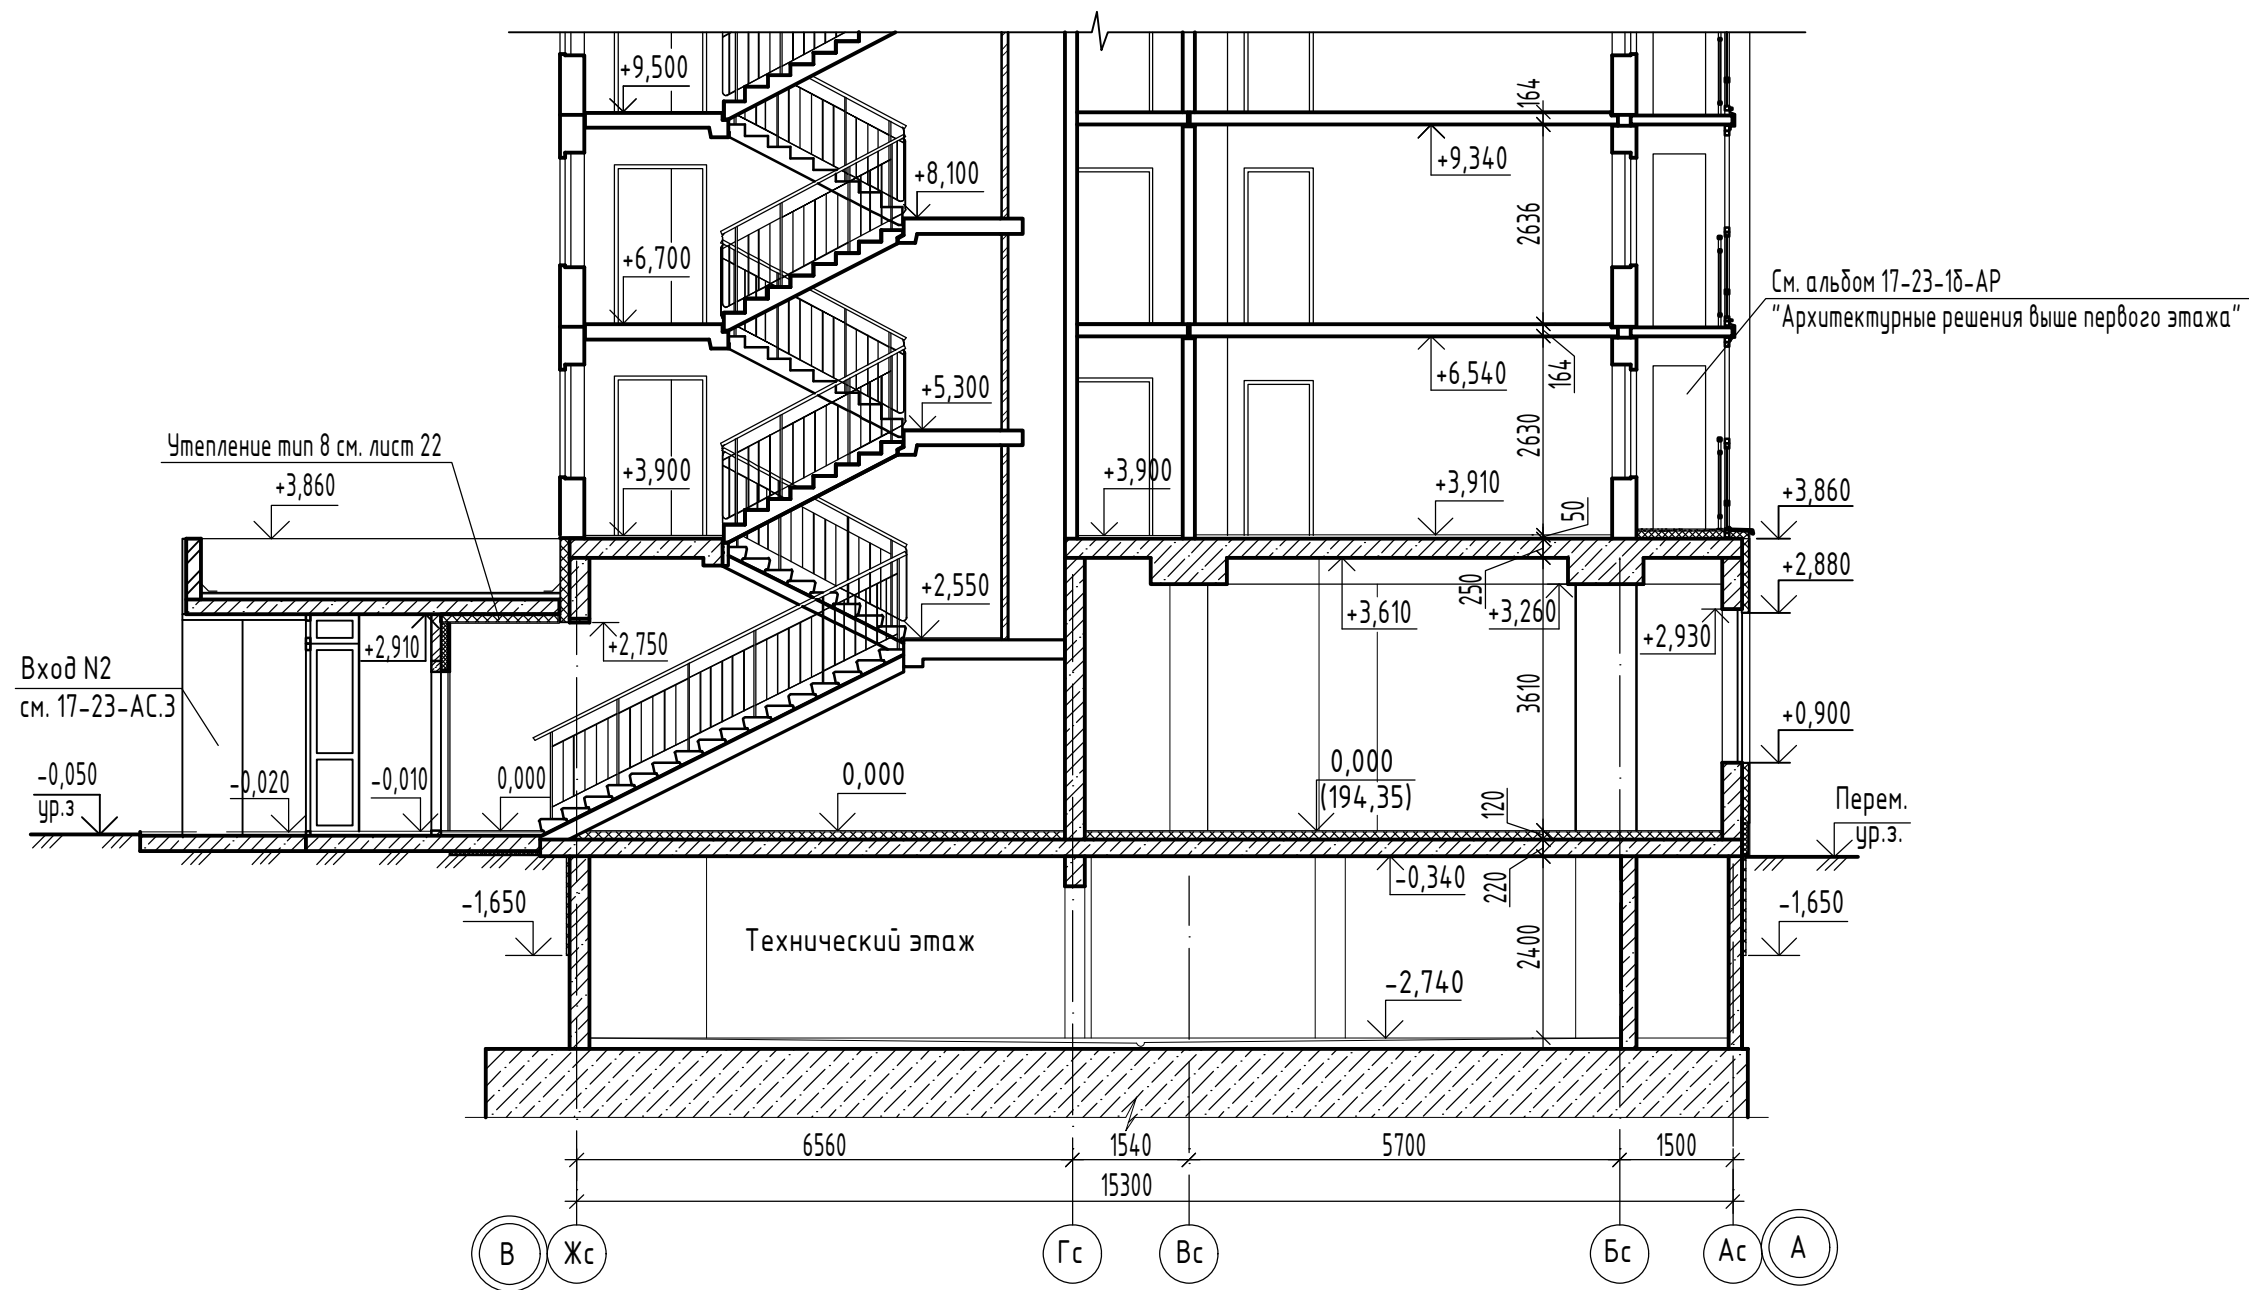 +9,500
164
+9,340
+8,100
2636
+6,700
См. альбом 17-23-1б-АР
"Архитектурные решения выше первого этажа"
+6,540
164
+5,300
2630
Утепление тип 8 см. лист 22
+3,860
+3,900
+3,900
+3,910
50
+3,860
+2,880
+2,550
250
+3,610
+3,260
+2,930
+2,910
+2,750
Вход N2
см. 17-23-АС.3
3610
+0,900
-0,050
ур.з
-0,020
-0,010
0,000
0,000
0,000
(194,35)
120
Перем.
ур.з.
-0,340
220
-1,650
-1,650
Технический этаж
2400
-2,740
6560
1540
5700
1500
15300
В
Жс
Гс
Вс
Бс
Ас
А